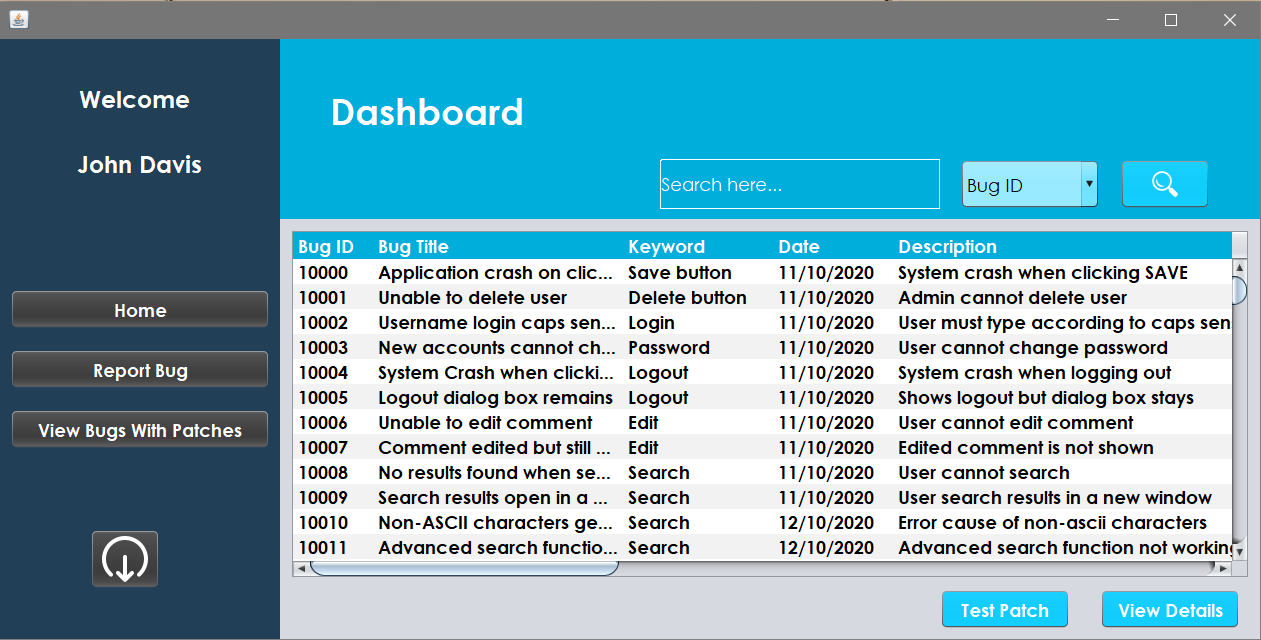 Welcome
John Davis
Home
Report Bug
View Bugs With Patches
Dashboard
Search here...
Bug ID
Bug ID Bug Title Keyword Date Description
10000 Application crash on clic... Save button 11/10/2020 System crash when clicking SAVE
10001 Unable to delete user Delete button 11/10/2020 Admin cannot delete user
10002 Username login caps sen... Login 11/10/2020 User must type according to caps sen
10003 New accounts cannot ch... Password 11/10/2020 User cannot change password
10004 System Crash when clicki... Logout 11/10/2020 System crash when logging out
10005 Logout dialog box remains Logout 11/10/2020 Shows logout but dialog box stays
10006 Unable to edit comment Edit 11/10/2020 User cannot edit comment
10007 Comment edited but still ... Edit 11/10/2020 Edited comment is not shown
10008 No results found when se... Search 11/10/2020 User cannot search
10009 Search results open in a ... Search 11/10/2020 User search results in a new window
10010 Non-ASCII characters ge... Search 12/10/2020 Error cause of non-ascii characters
10011 Advanced search functio... Search 12/10/2020 Advanced search function not working
Test Patch
View Details